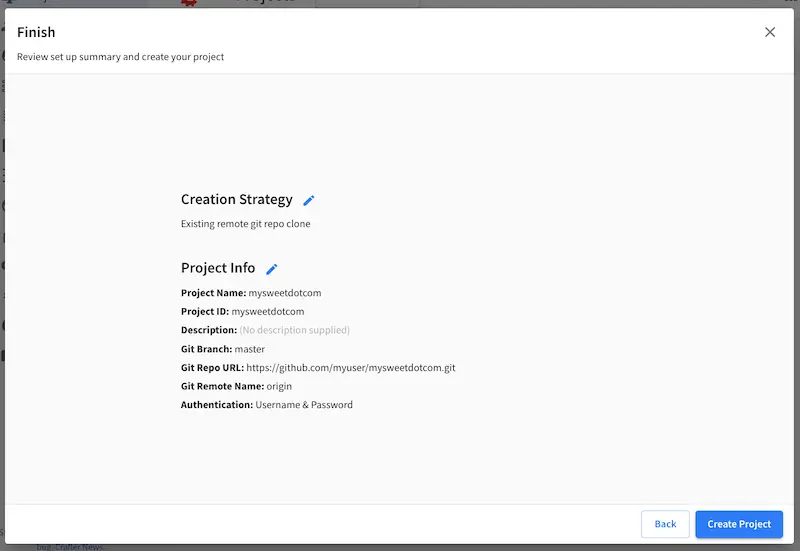 Finish
Review set up summary and create your project
Creation Strategy
Existing remote git repo clone
Project Info
Project Name: mysweetdotcom
Project ID: mysweetdotcom
Description: (No description supplied)
Git Branch: master
Git Repo URL: https://github.com/myuser/mysweetdotcom.git
Git Remote Name: origin
Authentication: Username & Password
Back
Create Project